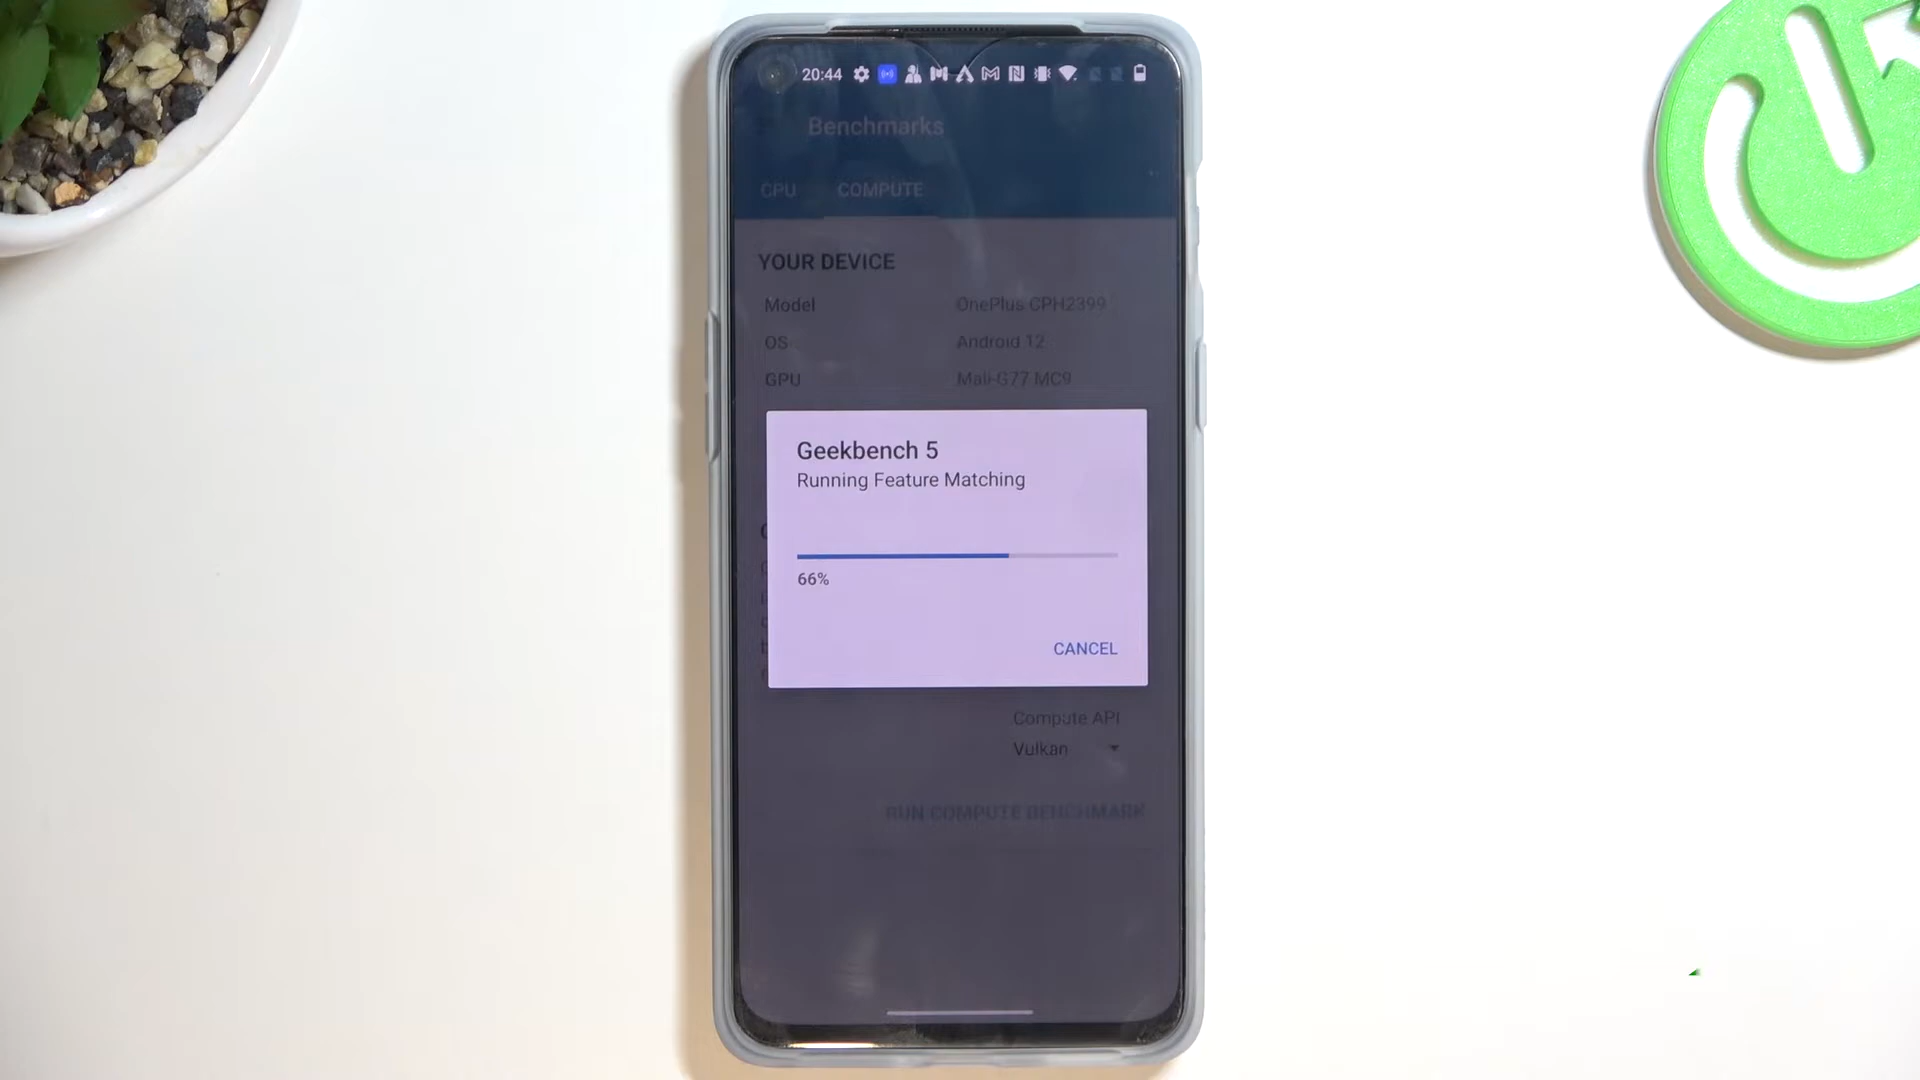 20:44
Benchmarks
CPU COMPUTE
YOUR DEVICE
Model OnePlus CPH2399
OS Android 12
GPU Mali-G77 MC9
Geekbench 5
Running Feature Matching
66%
CANCEL
Compute API
Vulkan
RUN COMPUTE BENCHMARK